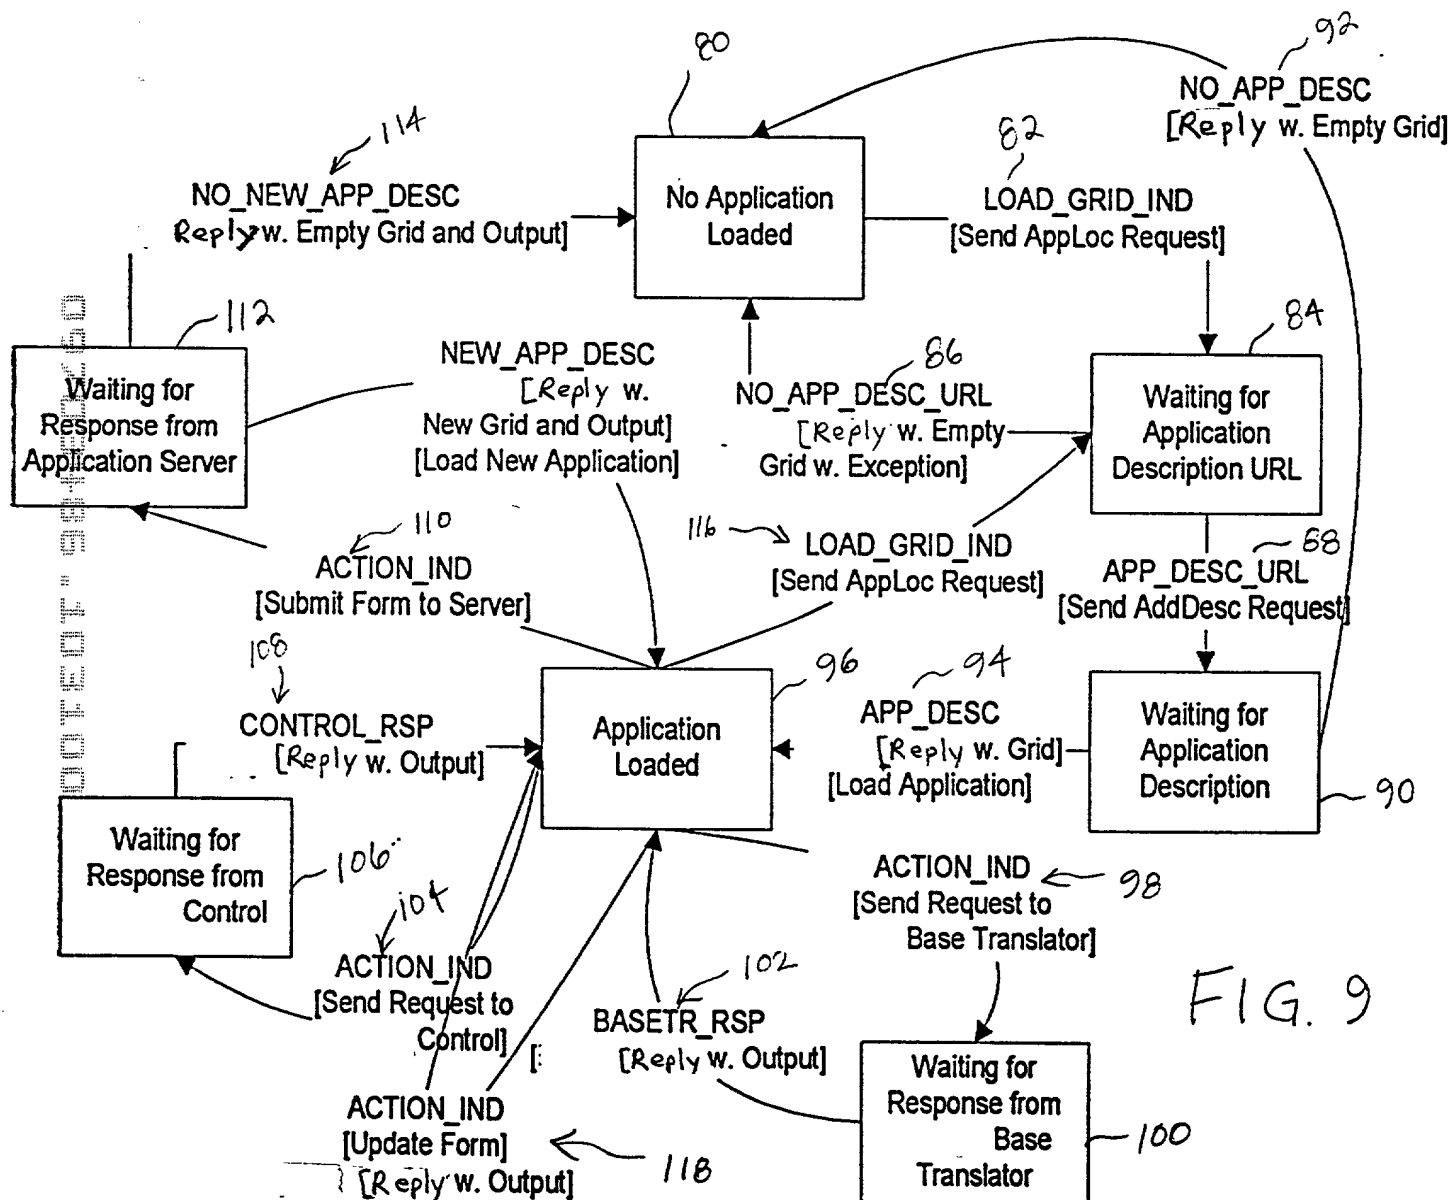 92
NO_APP_DESC
[Reply w. Empty Grid]
80
114
NO_NEW_APP_DESC
Reply w. Empty Grid and Output]
No Application
Loaded
82
LOAD_GRID_IND
[Send AppLoc Request]
112
Waiting for
Response from
Application Server
NEW_APP_DESC
[Reply w.
New Grid and Output]
[Load New Application]
86
NO_APP_DESC_URL
[Reply w. Empty
Grid w. Exception]
84
Waiting for
Application
Description URL
110
ACTION_IND
[Submit Form to Server]
116
LOAD_GRID_IND
[Send AppLoc Request]
88
APP_DESC_URL
[Send AddDesc Request]
108
CONTROL_RSP
[Reply w. Output]
96
Application
Loaded
94
APP_DESC
[Reply w. Grid]
[Load Application]
Waiting for
Application
Description
90
Waiting for
Response from
Control
106
104
ACTION_IND
[Send Request to
Control]
ACTION_IND
[Send Request to
Base Translator]
98
102
BASETR_RSP
[Reply w. Output]
[
FIG. 9
ACTION_IND
[Update Form]
[Reply w. Output]
118
Waiting for
Response from
Base
Translator
100